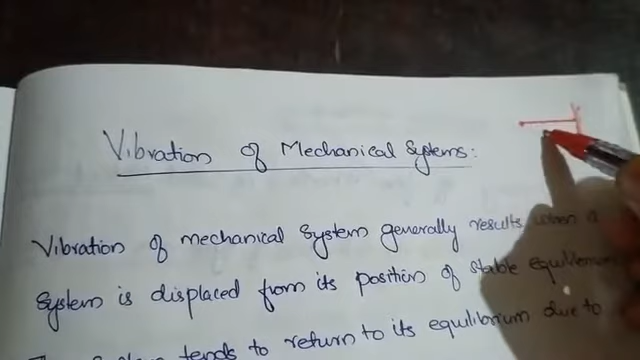 Vibration of Mechanical Systems:
Vibration of mechanical system generally results when a
system is displaced from its position of stable equilibrium
system tends to return to its equilibrium due to